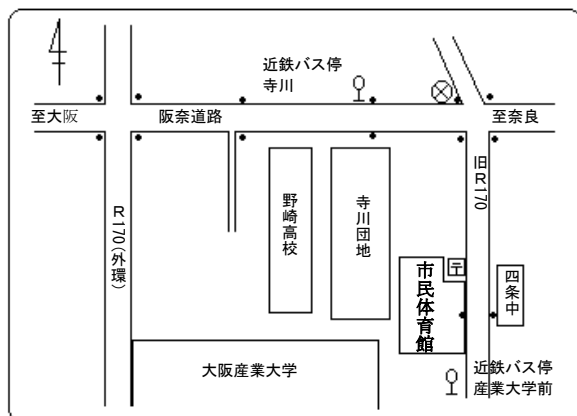 近鉄バス停
寺川
至大阪
阪奈道路
至奈良
旧R170
R170(外環)
野崎高校
寺川団地
市民体育館
〒
四条中
大阪産業大学
近鉄バス停
産業大学前